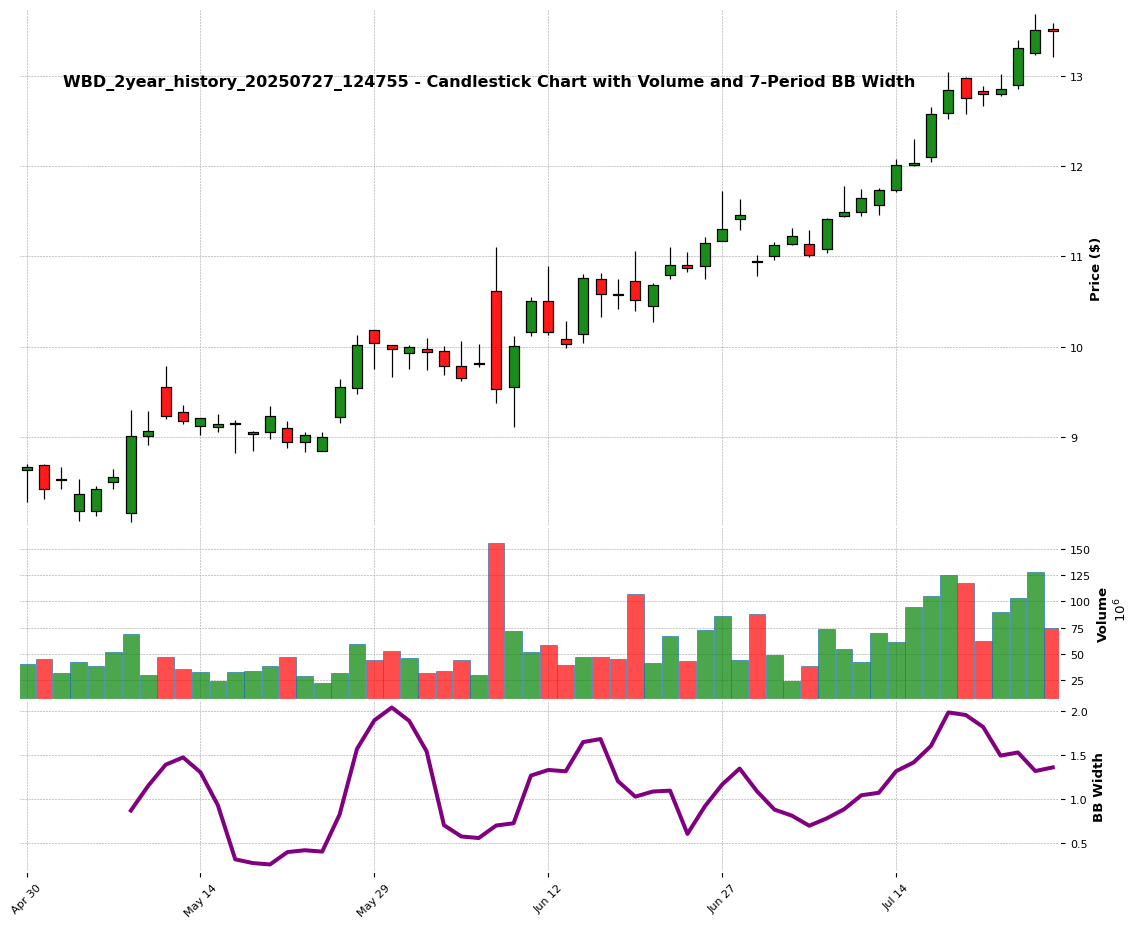 WBD_2year_history_20250727_124755 - Candlestick Chart with Volume and 7-Period BB Width
13
12
11
10
9
Price ($)
150
125
100
75
50
25
Volume
10^6
2.0
1.5
1.0
0.5
BB Width
Apr 30
May 14
May 29
Jun 12
Jun 27
Jul 14